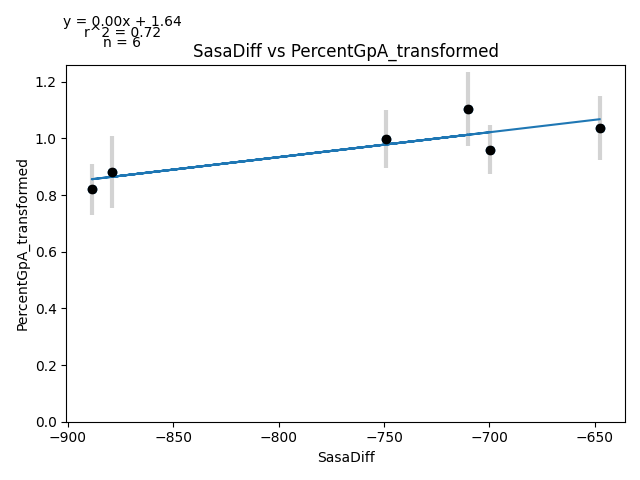 y = 0.00x + 1.64
r^2 = 0.72
n = 6
SasaDiff vs PercentGpA_transformed
PercentGpA_transformed
1.2
1.0
0.8
0.6
0.4
0.2
0.0
−900
−850
−800
−750
−700
−650
SasaDiff